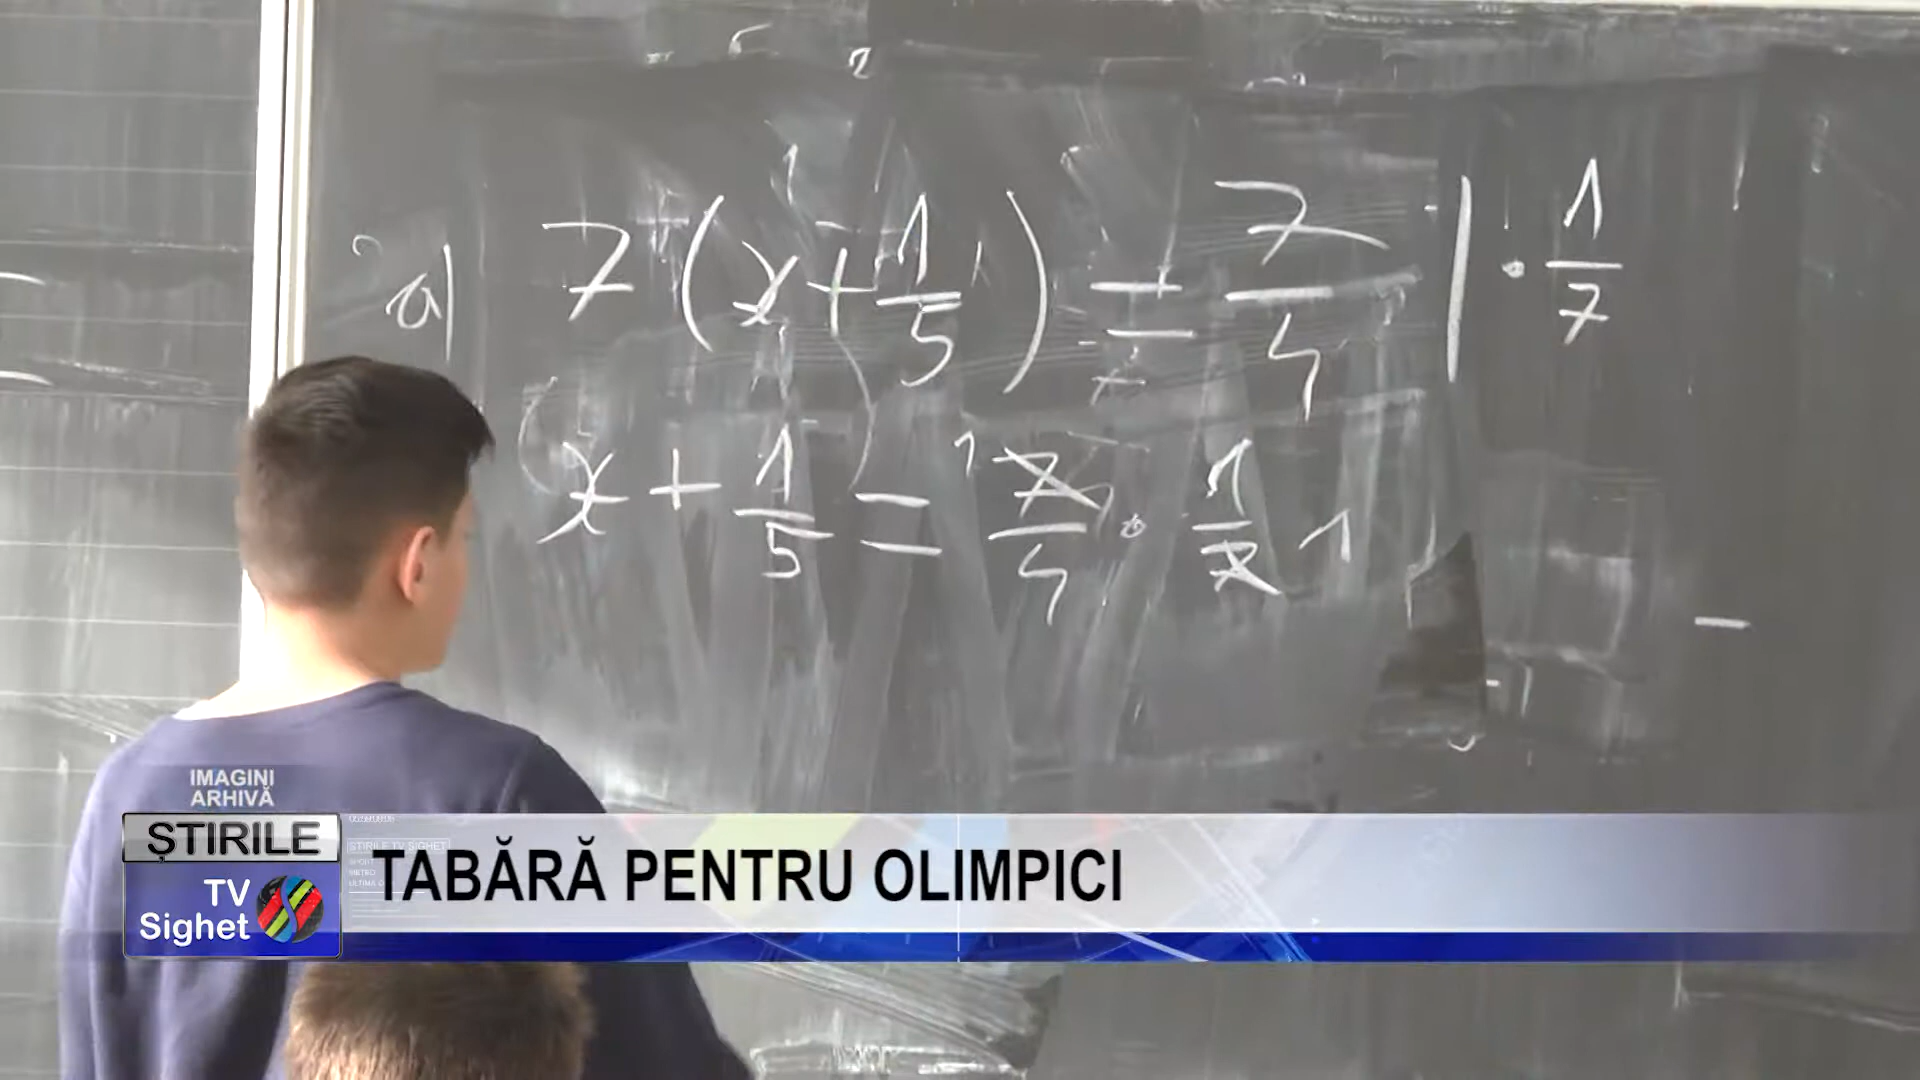 a) 7 (x + 1/5) = 7/4 | · 1/7
x + 1/5 = 7/4 · 1/7
IMAGINI
ARHIVĂ
ȘTIRILE
TV
Sighet
TABĂRĂ PENTRU OLIMPICI